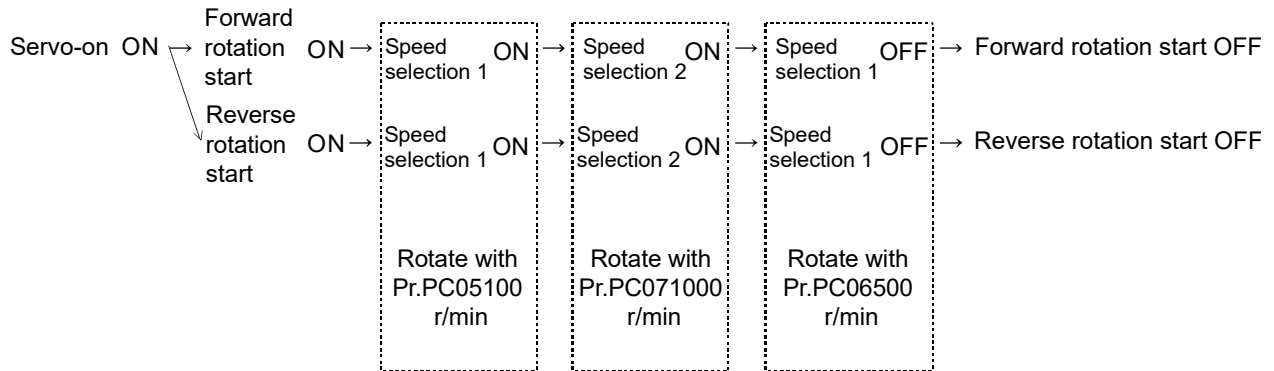 Servo-on ON → Forward rotation start ON → Speed selection 1 ON → Speed selection 2 ON → Speed selection 1 OFF → Forward rotation start OFF
Reverse rotation start ON → Speed selection 1 ON → Speed selection 2 ON → Speed selection 1 OFF → Reverse rotation start OFF
Rotate with
Pr.PC05100
r/min
Rotate with
Pr.PC071000
r/min
Rotate with
Pr.PC06500
r/min